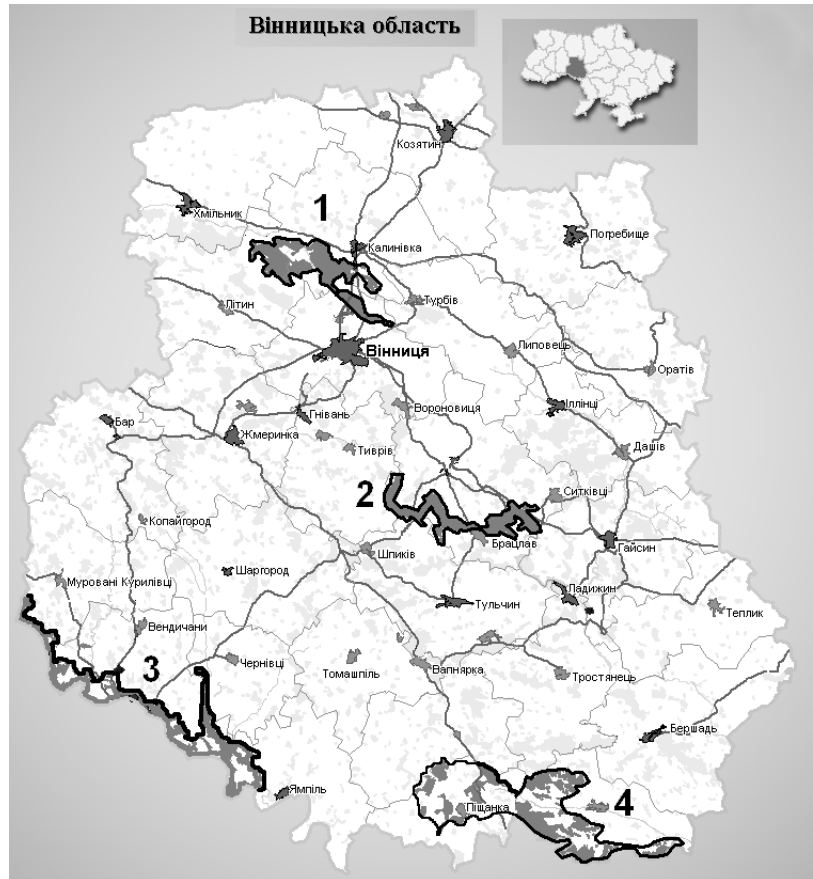 Вінницька область
Козятин
Хмільник
1
Погребище
Калинівка
Літин
Турбів
Вінниця
Липовець
Оратів
Бар
Гнівань
Вороновиця
Іллінці
Жмеринка
Тиврів
Дашів
2
Ситківці
Копайгород
Шпиків
Брацлав
Гайсин
Муровані Курилівці
Шаргород
Ладижин
Тульчин
Теплик
Вендичани
3
Чернівці
Томашпіль
Вапнярка
Тростянець
Бершадь
Ямпіль
Піщанка
4